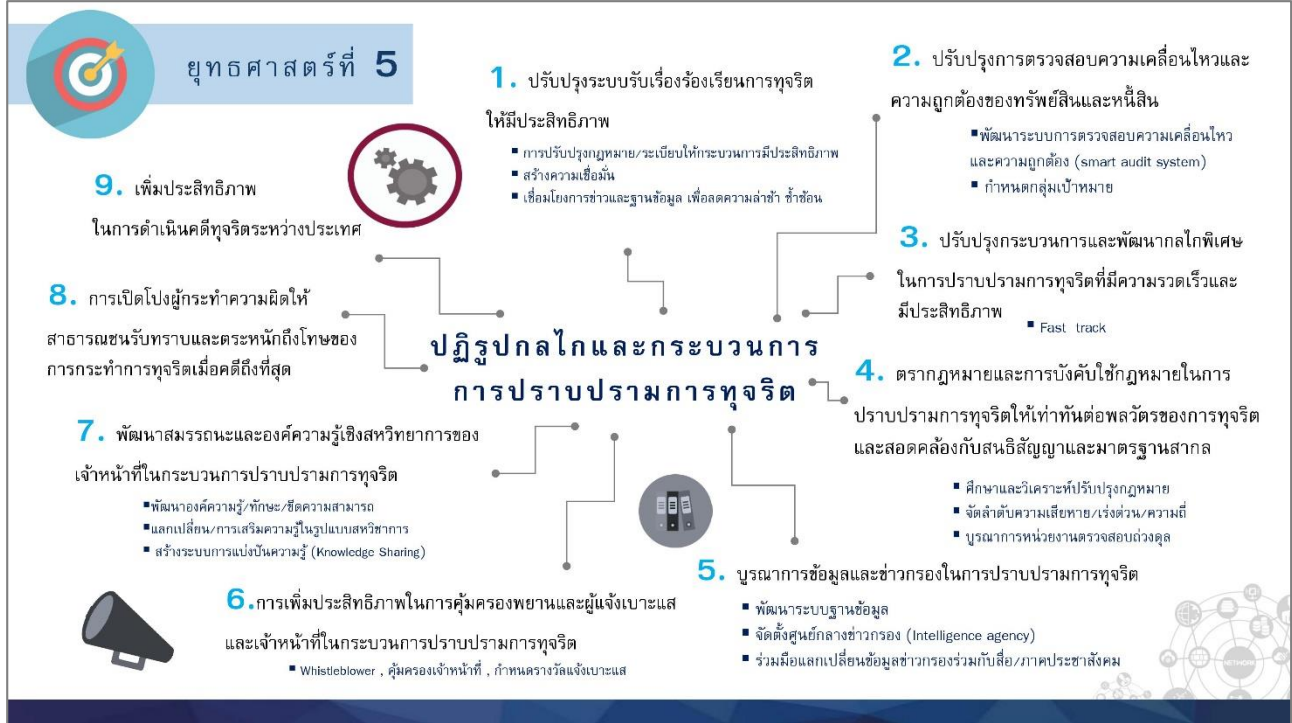 ยุทธศาสตร์ที่ 5
1. ปรับปรุงระบบรับเรื่องร้องเรียนการทุจริต
ให้มีประสิทธิภาพ
▪ การปรับปรุงกฎหมาย/ระเบียบให้กระบวนการมีประสิทธิภาพ
▪ สร้างความเชื่อมั่น
▪ เชื่อมโยงการข่าวและฐานข้อมูล เพื่อลดความล่าช้า ซ้ำซ้อน
2. ปรับปรุงการตรวจสอบความเคลื่อนไหวและ
ความถูกต้องของทรัพย์สินและหนี้สิน
▪พัฒนาระบบการตรวจสอบความเคลื่อนไหว
และความถูกต้อง (smart audit system)
▪ กำหนดกลุ่มเป้าหมาย
3. ปรับปรุงกระบวนการและพัฒนากลไกพิเศษ
ในการปราบปรามการทุจริตที่มีความรวดเร็วและ
มีประสิทธิภาพ
▪ Fast track
ปฏิรูปกลไกและกระบวนการ
การปราบปรามการทุจริต
4. ตรากฎหมายและการบังคับใช้กฎหมายในการ
ปราบปรามการทุจริตให้เท่าทันต่อพลวัตรของการทุจริต
และสอดคล้องกับสนธิสัญญาและมาตรฐานสากล
▪ ศึกษาและวิเคราะห์ปรับปรุงกฎหมาย
▪ จัดลำดับความเสียหาย/เร่งด่วน/ความถี่
▪ บูรณาการหน่วยงานตรวจสอบถ่วงดุล
5. บูรณาการข้อมูลและข่าวกรองในการปราบปรามการทุจริต
▪ พัฒนาระบบฐานข้อมูล
▪ จัดตั้งศูนย์กลางข่าวกรอง (Intelligence agency)
▪ ร่วมมือแลกเปลี่ยนข้อมูลข่าวกรองร่วมกับสื่อ/ภาคประชาสังคม
6.การเพิ่มประสิทธิภาพในการคุ้มครองพยานและผู้แจ้งเบาะแส
และเจ้าหน้าที่ในกระบวนการปราบปรามการทุจริต
▪ Whistleblower , คุ้มครองเจ้าหน้าที่ , กำหนดรางวัลแจ้งเบาะแส
7. พัฒนาสมรรถนะและองค์ความรู้เชิงสหวิทยาการของ
เจ้าหน้าที่ในกระบวนการปราบปรามการทุจริต
▪พัฒนาองค์ความรู้/ทักษะ/ขีดความสามารถ
▪แลกเปลี่ยน/การเสริมความรู้ในรูปแบบสหวิชาการ
▪ สร้างระบบการแบ่งปันความรู้ (Knowledge Sharing)
8. การเปิดโปงผู้กระทำความผิดให้
สาธารณชนรับทราบและตระหนักถึงโทษของ
การกระทำการทุจริตเมื่อคดีถึงที่สุด
9. เพิ่มประสิทธิภาพ
ในการดำเนินคดีทุจริตระหว่างประเทศ
NETWORK